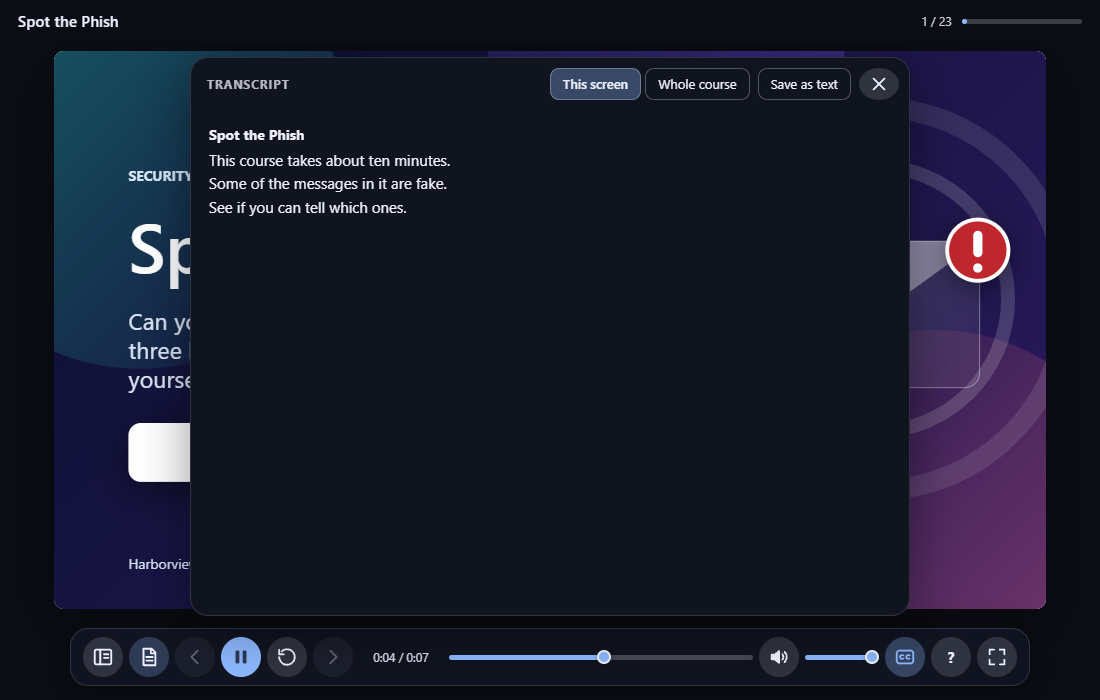 Spot the Phish
1 / 23
TRANSCRIPT
This screen
Whole course
Save as text
Spot the Phish
This course takes about ten minutes.
Some of the messages in it are fake.
See if you can tell which ones.
SECURITY
Sp
Can yo
three
yourse
Harborvie
0:04 / 0:07
CC
?